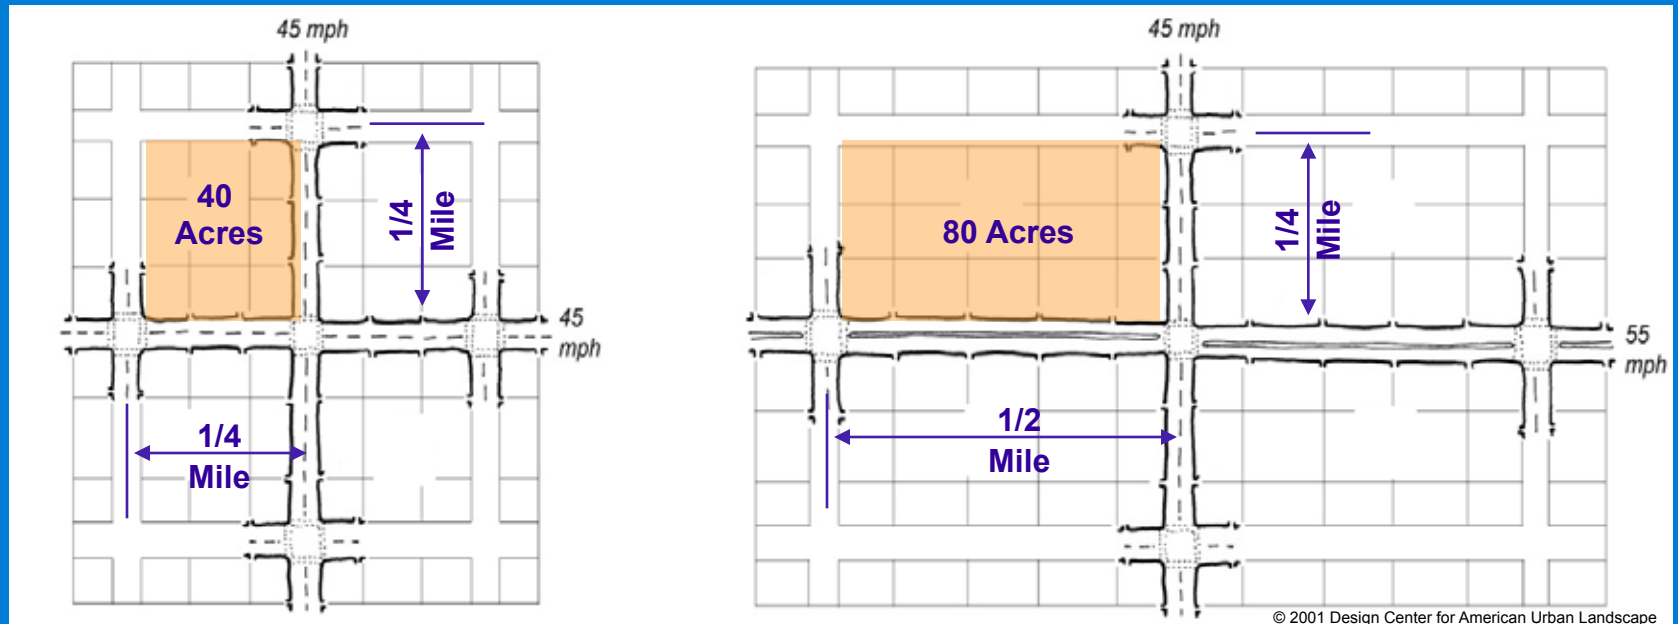 45 mph
40
Acres
1/4
Mile
45
mph
1/4
Mile
45 mph
80 Acres
1/4
Mile
55
mph
1/2
Mile
© 2001 Design Center for American Urban Landscape